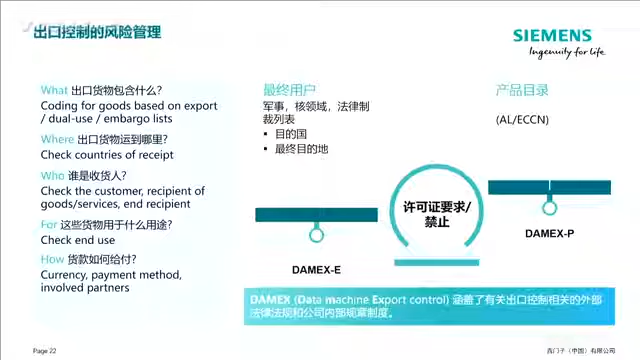 出口控制的风险管理
SIEMENS
Ingenuity for life.
What 出口货物包含什么?
Coding for goods based on export
/ dual-use / embargo lists
Where 出口货物运到哪里?
Check countries of receipt
Who 谁是收货人?
Check the customer, recipient of
goods/services, end recipient
For 这些货物用于什么用途?
Check end use
How 货款如何给付?
Currency, payment method,
involved partners
最终用户
军事，核领域，法律制
裁列表
▪ 目的国
▪ 最终目的地
产品目录
(AL/ECCN)
许可证要求/
禁止
DAMEX-E
DAMEX-P
DAMEX (Data machine Export control) 涵盖了有关出口控制相关的外部
法律法规和公司内部规章制度。
Page 22
西门子（中国）有限公司